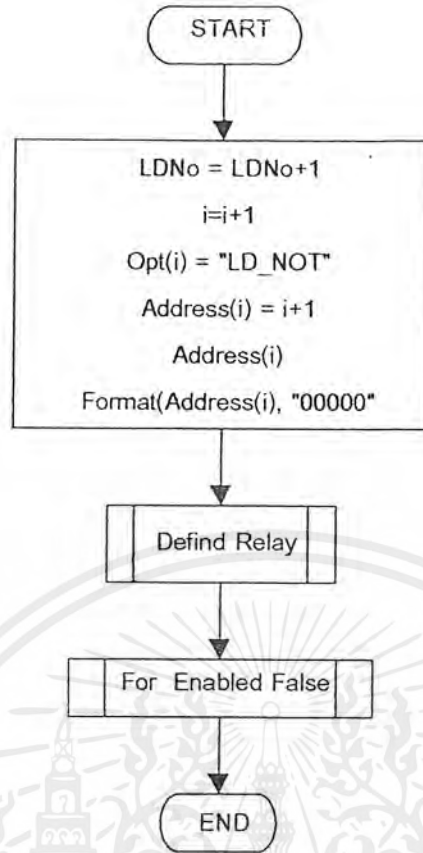 START
LDNo = LDNo+1
i=i+1
Opt(i) = "LD_NOT"
Address(i) = i+1
Address(i)
Format(Address(i), "00000"
Defind Relay
For Enabled False
END